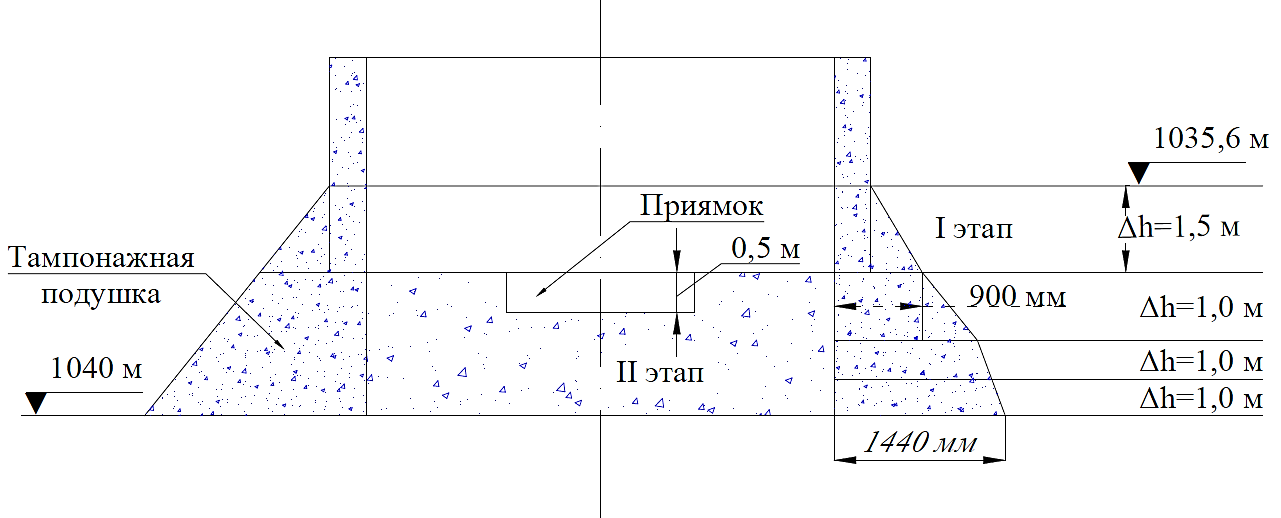 1035,6 м
Приямок
I этап
Δh=1,5 м
Тампонажная
подушка
0,5 м
900 мм
Δh=1,0 м
1040 м
II этап
Δh=1,0 м
Δh=1,0 м
1440 мм